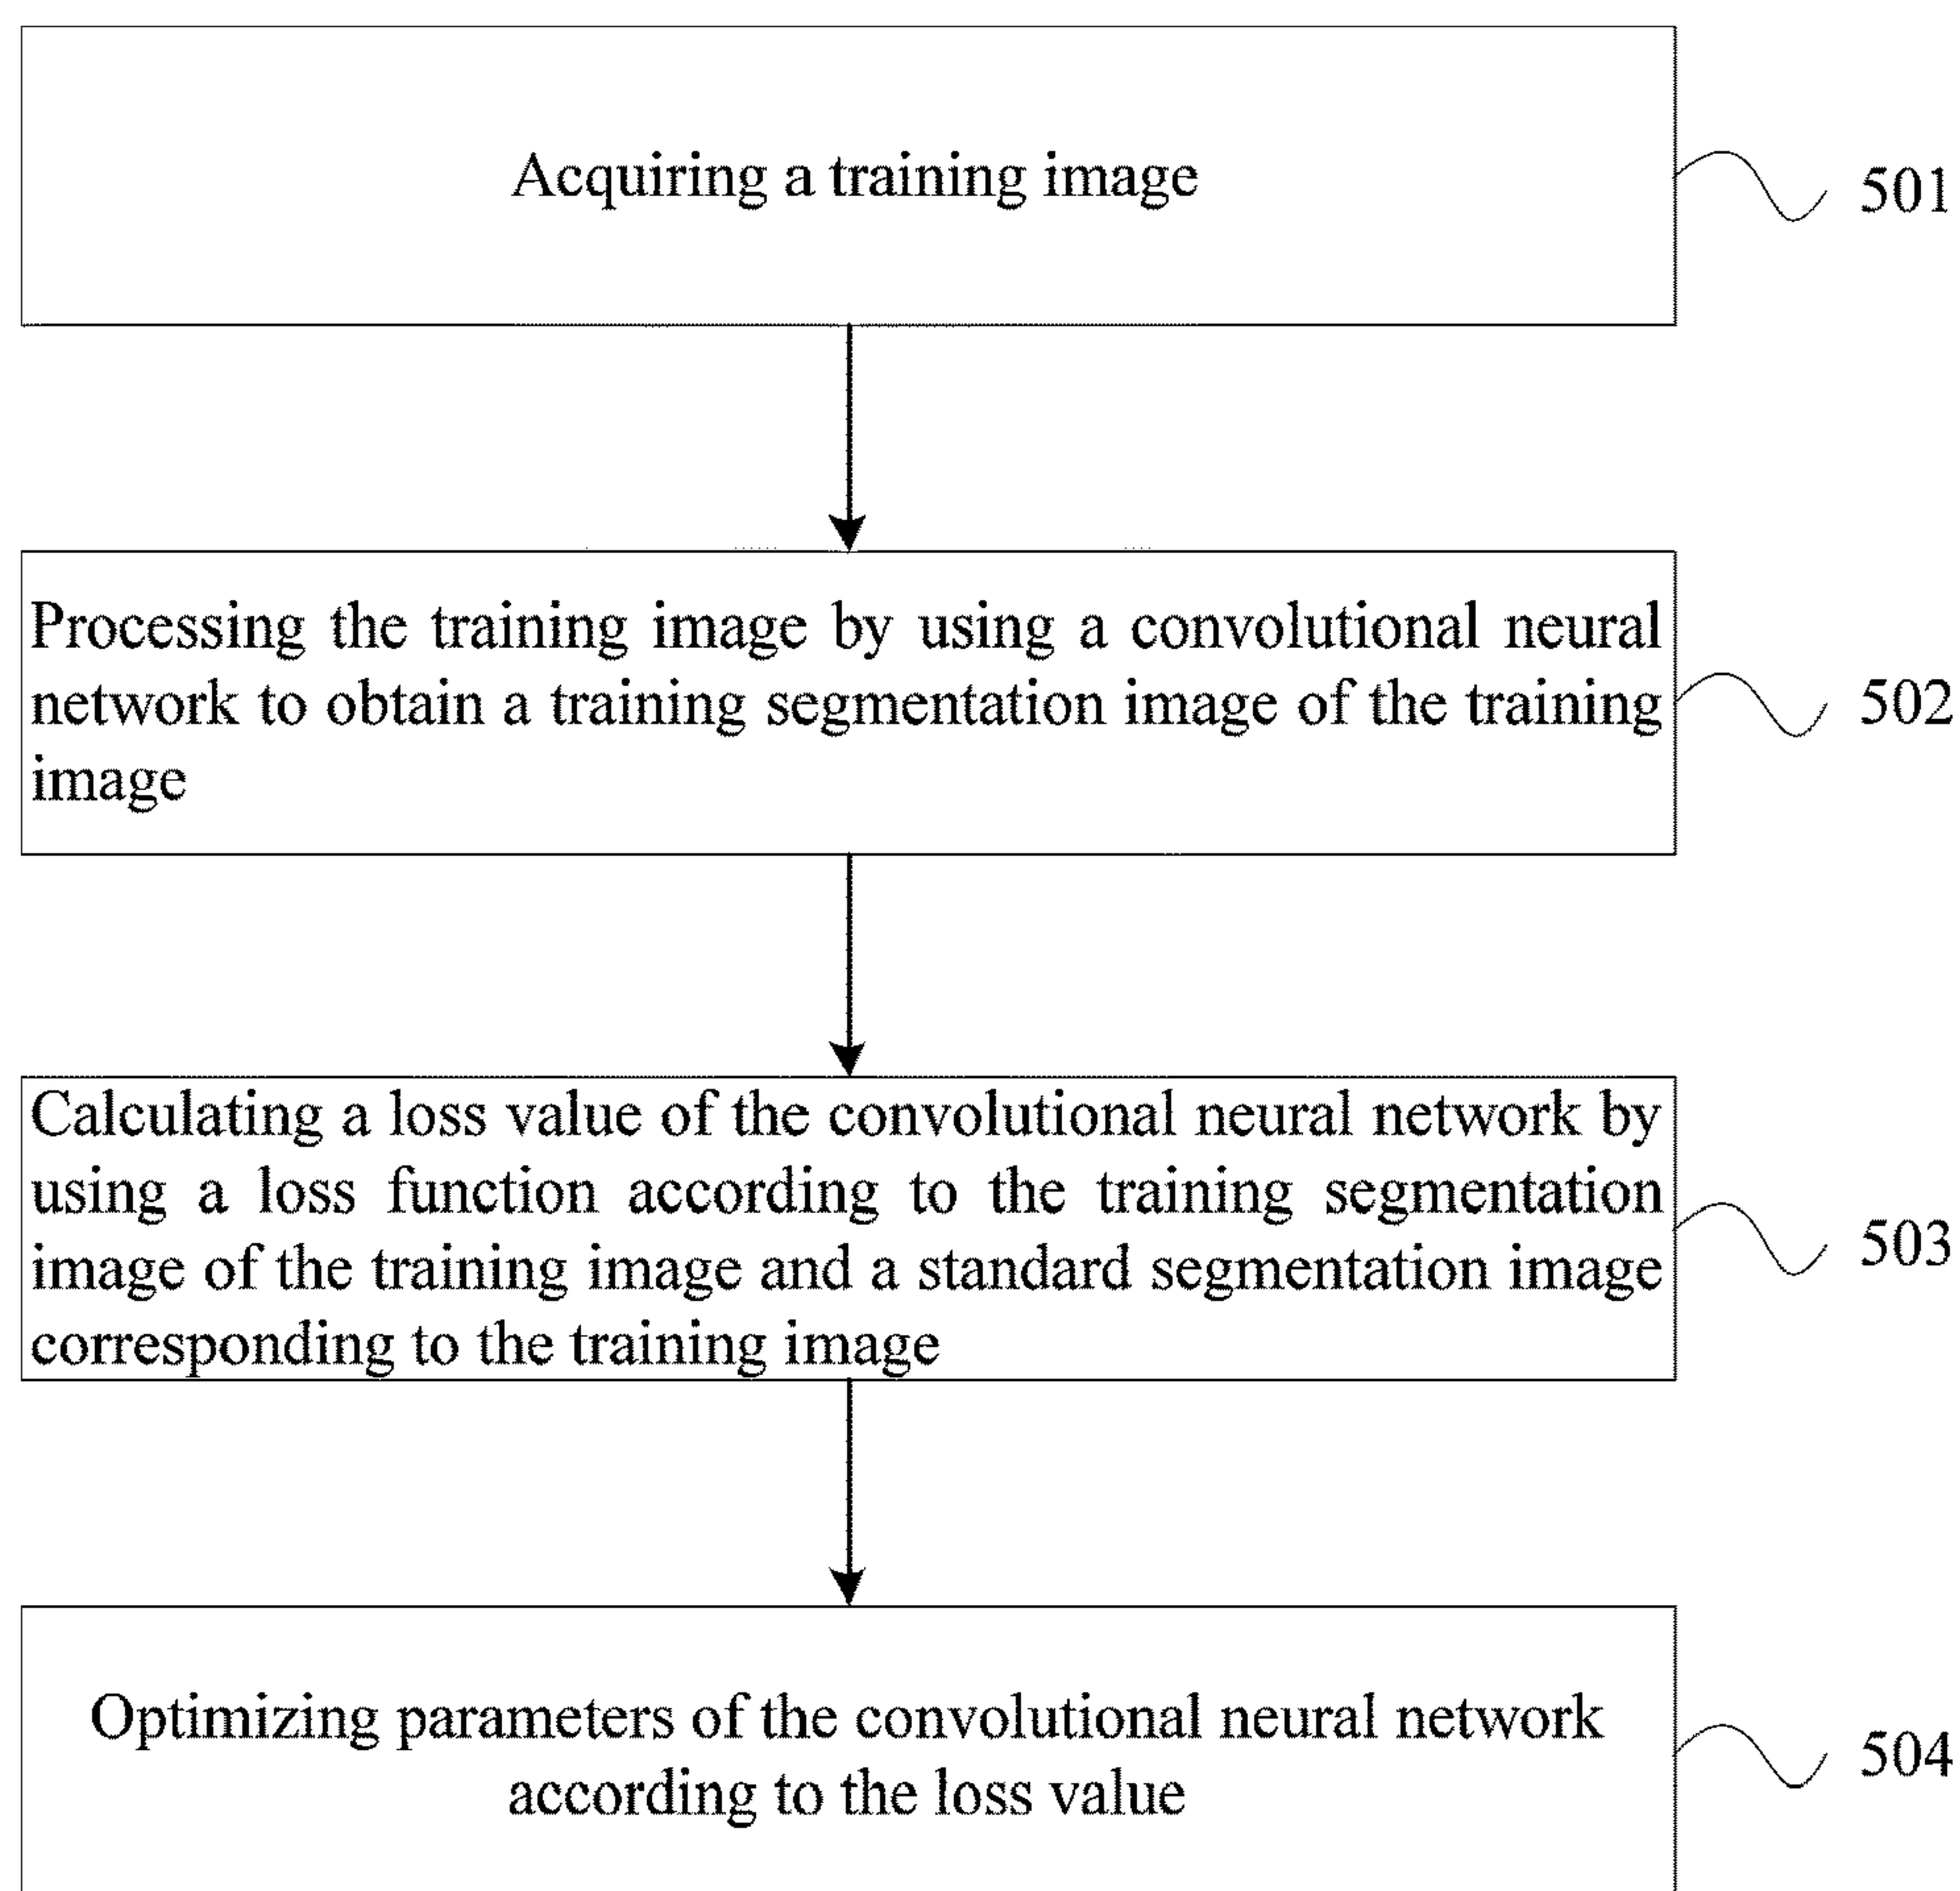 Acquiring a training image
501
Processing the training image by using a convolutional neural
network to obtain a training segmentation image of the training
image
502
Calculating a loss value of the convolutional neural network by
using a loss function according to the training segmentation
image of the training image and a standard segmentation image
corresponding to the training image
503
Optimizing parameters of the convolutional neural network
according to the loss value
504